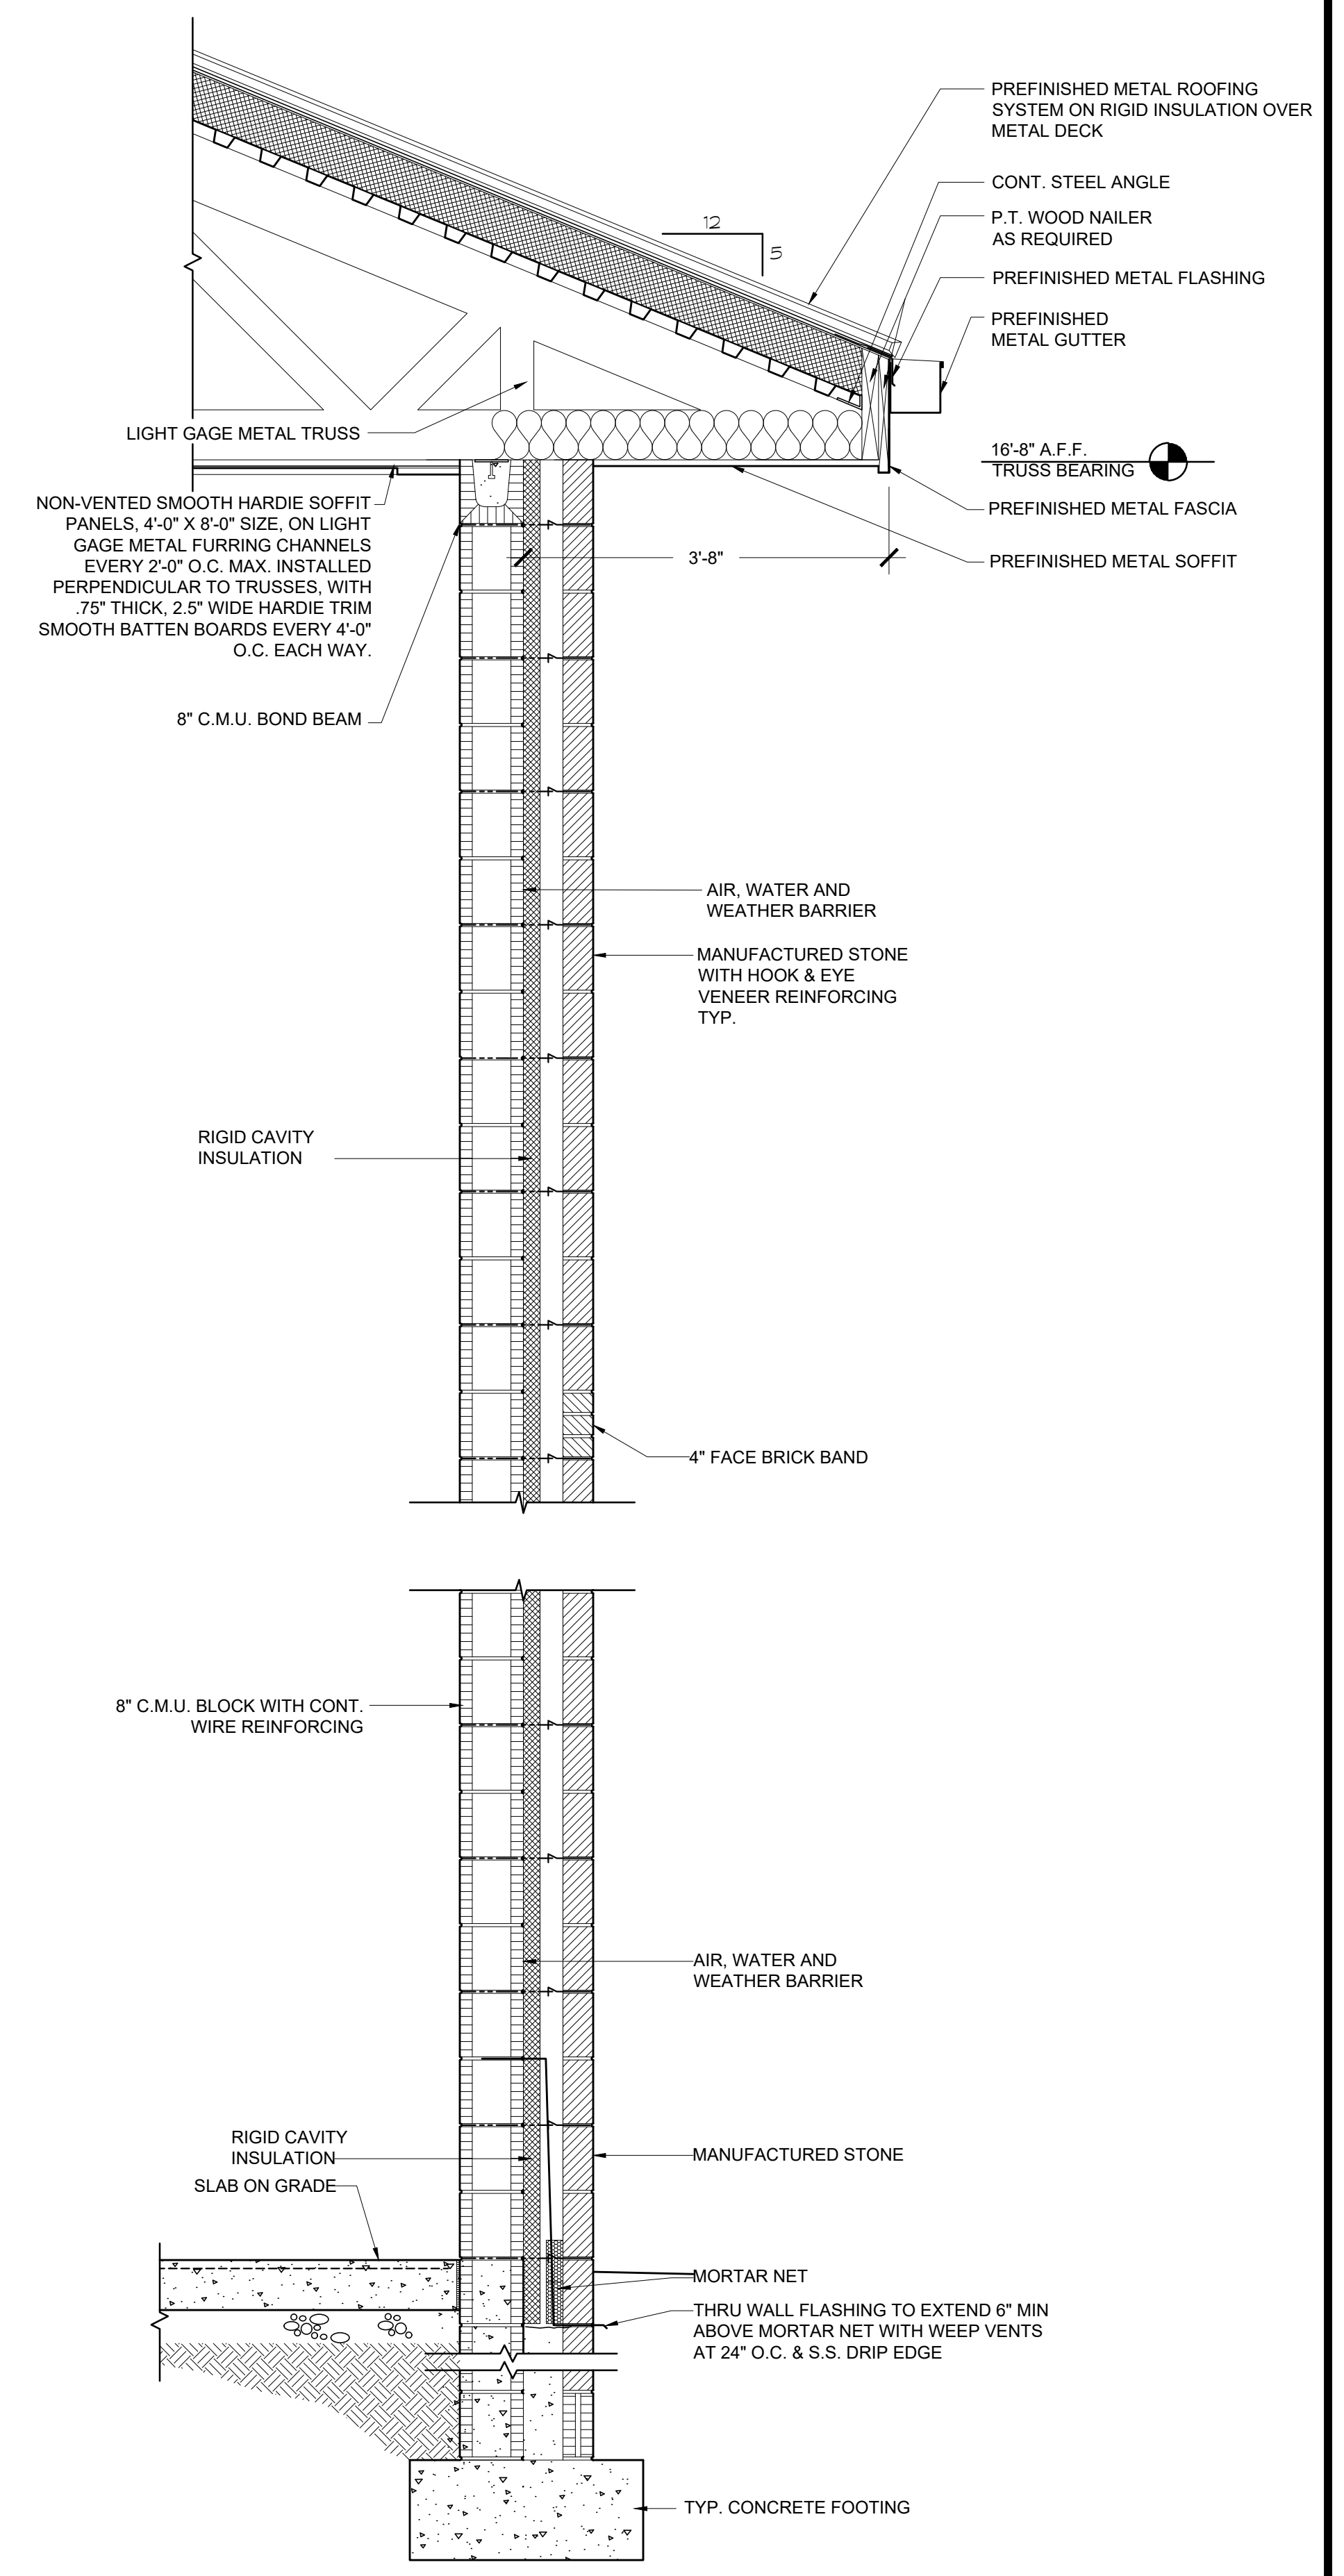 PREFINISHED METAL ROOFING
SYSTEM ON RIGID INSULATION OVER
METAL DECK
CONT. STEEL ANGLE
P.T. WOOD NAILER
AS REQUIRED
12
5
PREFINISHED METAL FLASHING
PREFINISHED
METAL GUTTER
LIGHT GAGE METAL TRUSS
16'-8" A.F.F.
TRUSS BEARING
NON-VENTED SMOOTH HARDIE SOFFIT
PANELS, 4'-0" X 8'-0" SIZE, ON LIGHT
GAGE METAL FURRING CHANNELS
EVERY 2'-0" O.C. MAX. INSTALLED
PERPENDICULAR TO TRUSSES, WITH
.75" THICK, 2.5" WIDE HARDIE TRIM
SMOOTH BATTEN BOARDS EVERY 4'-0"
O.C. EACH WAY.
PREFINISHED METAL FASCIA
3'-8"
PREFINISHED METAL SOFFIT
8" C.M.U. BOND BEAM
AIR, WATER AND
WEATHER BARRIER
MANUFACTURED STONE
WITH HOOK & EYE
VENEER REINFORCING
TYP.
RIGID CAVITY
INSULATION
4" FACE BRICK BAND
8" C.M.U. BLOCK WITH CONT.
WIRE REINFORCING
AIR, WATER AND
WEATHER BARRIER
RIGID CAVITY
INSULATION
MANUFACTURED STONE
SLAB ON GRADE
MORTAR NET
THRU WALL FLASHING TO EXTEND 6" MIN
ABOVE MORTAR NET WITH WEEP VENTS
AT 24" O.C. & S.S. DRIP EDGE
TYP. CONCRETE FOOTING